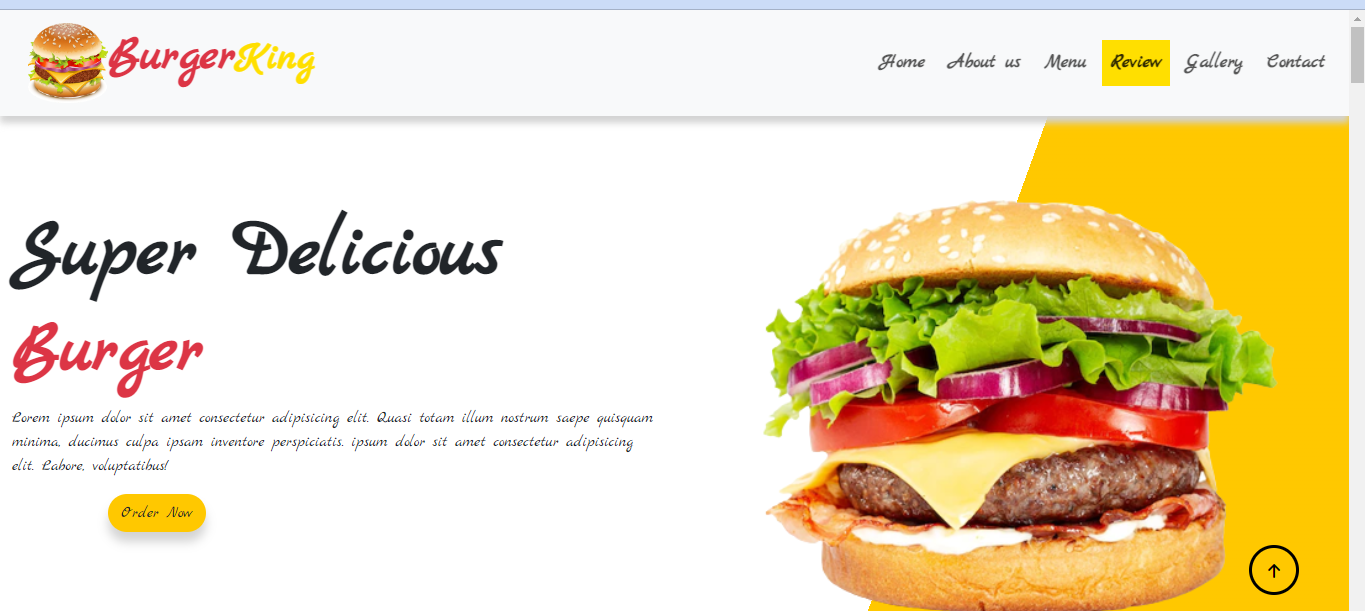 BurgerKing
Home About us Menu Review Gallery Contact
Super Delicious
Burger
Lorem ipsum dolor sit amet consectetur adipisicing elit. Quasi totam illum nostrum saepe quisquam
minima, ducimus culpa ipsam inventore perspiciatis. ipsum dolor sit amet consectetur adipisicing
elit. Labore, voluptatibus!
Order Now